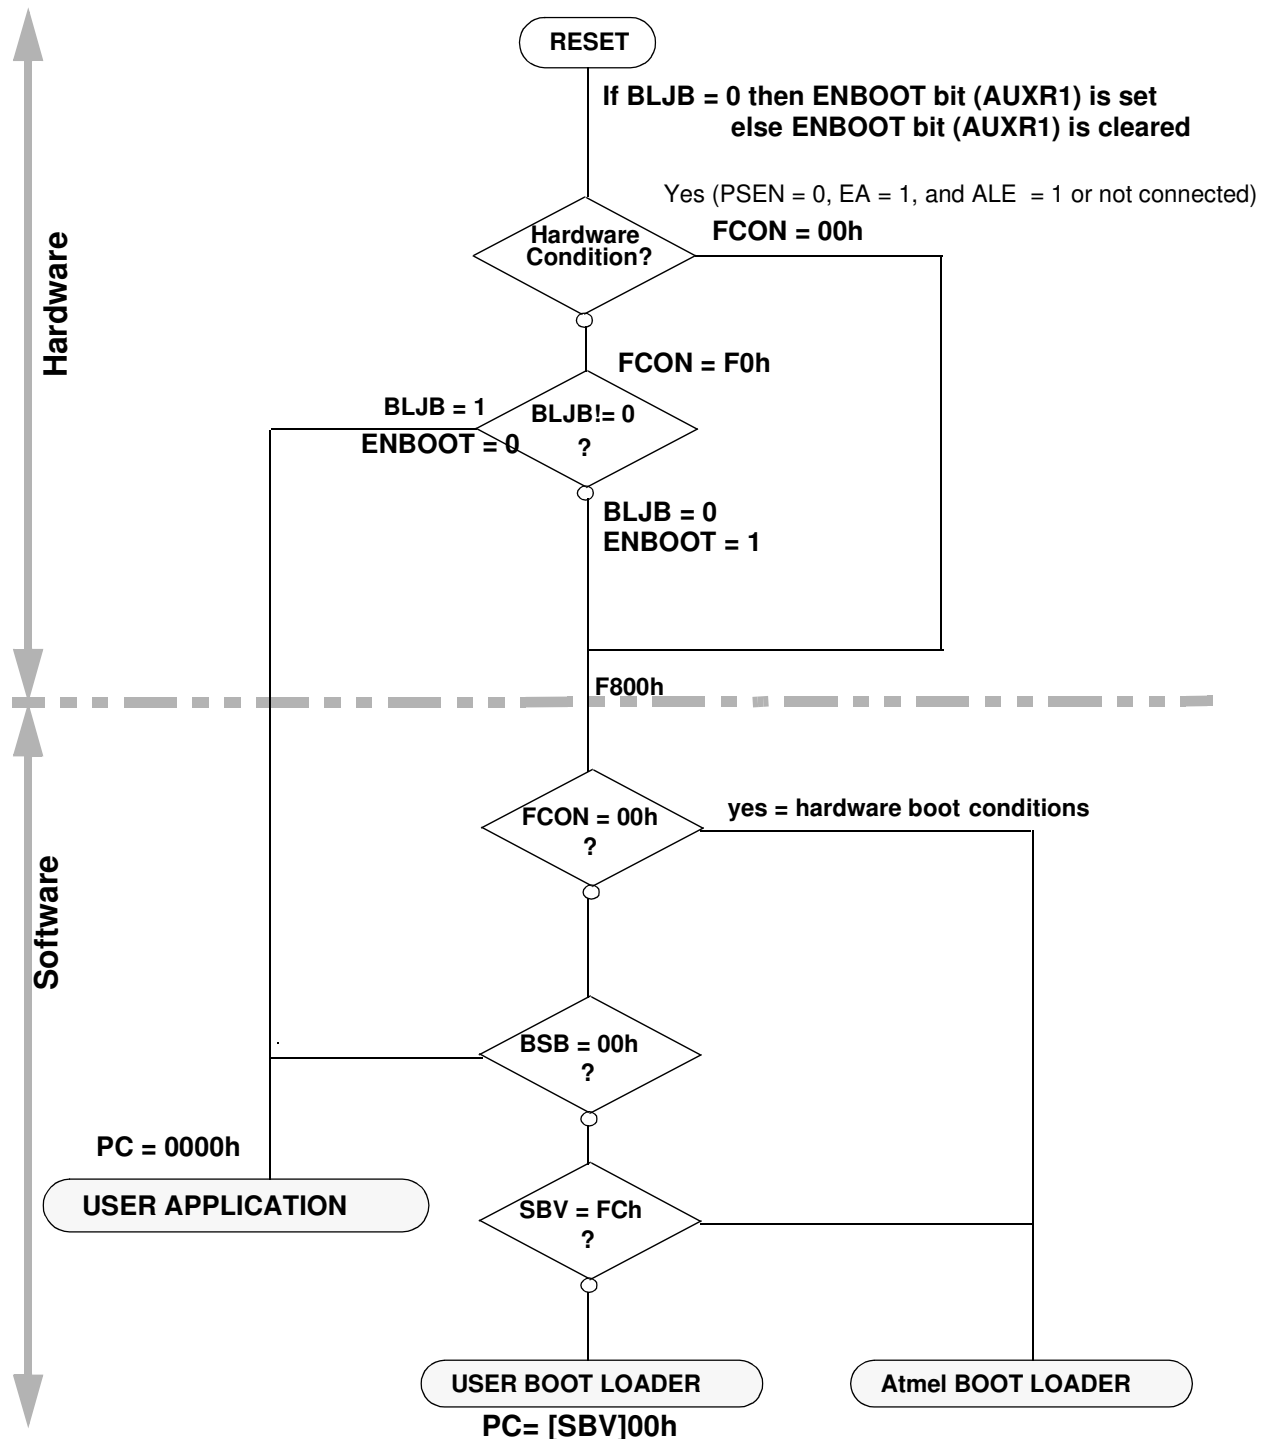 RESET
If BLJB = 0 then ENBOOT bit (AUXR1) is set
else ENBOOT bit (AUXR1) is cleared
Yes (PSEN = 0, EA = 1, and ALE = 1 or not connected)
FCON = 00h
Hardware
Condition?
Hardware
FCON = F0h
BLJB = 1
ENBOOT = 0
BLJB!= 0
?
BLJB = 0
ENBOOT = 1
F800h
FCON = 00h
?
yes = hardware boot conditions
Software
BSB = 00h
?
PC = 0000h
USER APPLICATION
SBV = FCh
?
USER BOOT LOADER
PC= [SBV]00h
Atmel BOOT LOADER